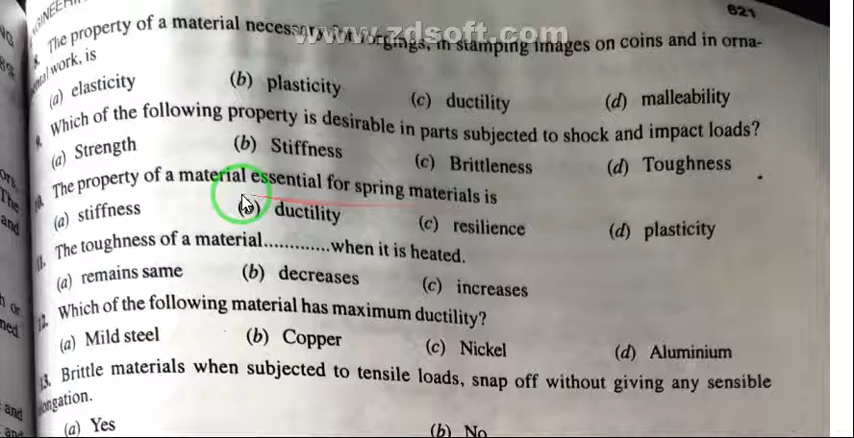 621
The property of a material necessary for forgings, in stamping images on coins and in orna-
work, is
(a) elasticity (b) plasticity (c) ductility (d) malleability
9. Which of the following property is desirable in parts subjected to shock and impact loads?
(a) Strength (b) Stiffness (c) Brittleness (d) Toughness
10. The property of a material essential for spring materials is
(a) stiffness (b) ductility (c) resilience (d) plasticity
11. The toughness of a material.............when it is heated.
(a) remains same (b) decreases (c) increases
12. Which of the following material has maximum ductility?
(a) Mild steel (b) Copper (c) Nickel (d) Aluminium
13. Brittle materials when subjected to tensile loads, snap off without giving any sensible
elongation.
(a) Yes (b) No
www.zdsoft.com